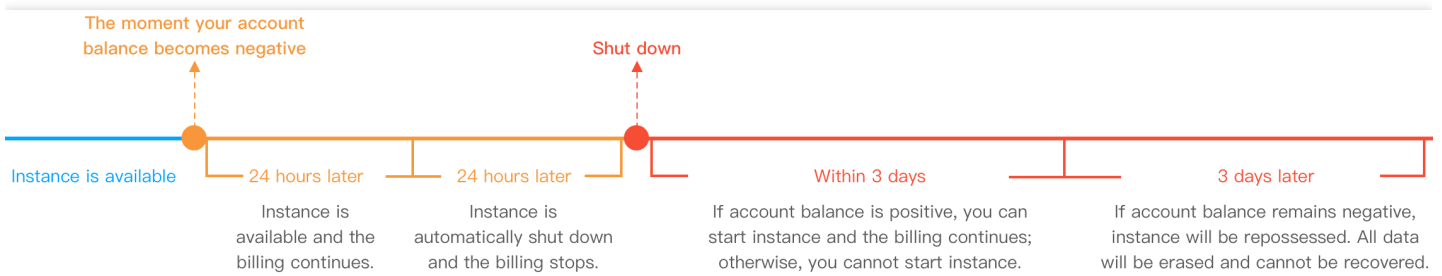 The moment your account
balance becomes negative
Shut down
Instance is available
24 hours later
24 hours later
Within 3 days
3 days later
Instance is
available and the
billing continues.
Instance is
automatically shut down
and the billing stops.
If account balance is positive, you can
start instance and the billing continues;
otherwise, you cannot start instance.
If account balance remains negative,
instance will be repossessed. All data
will be erased and cannot be recovered.